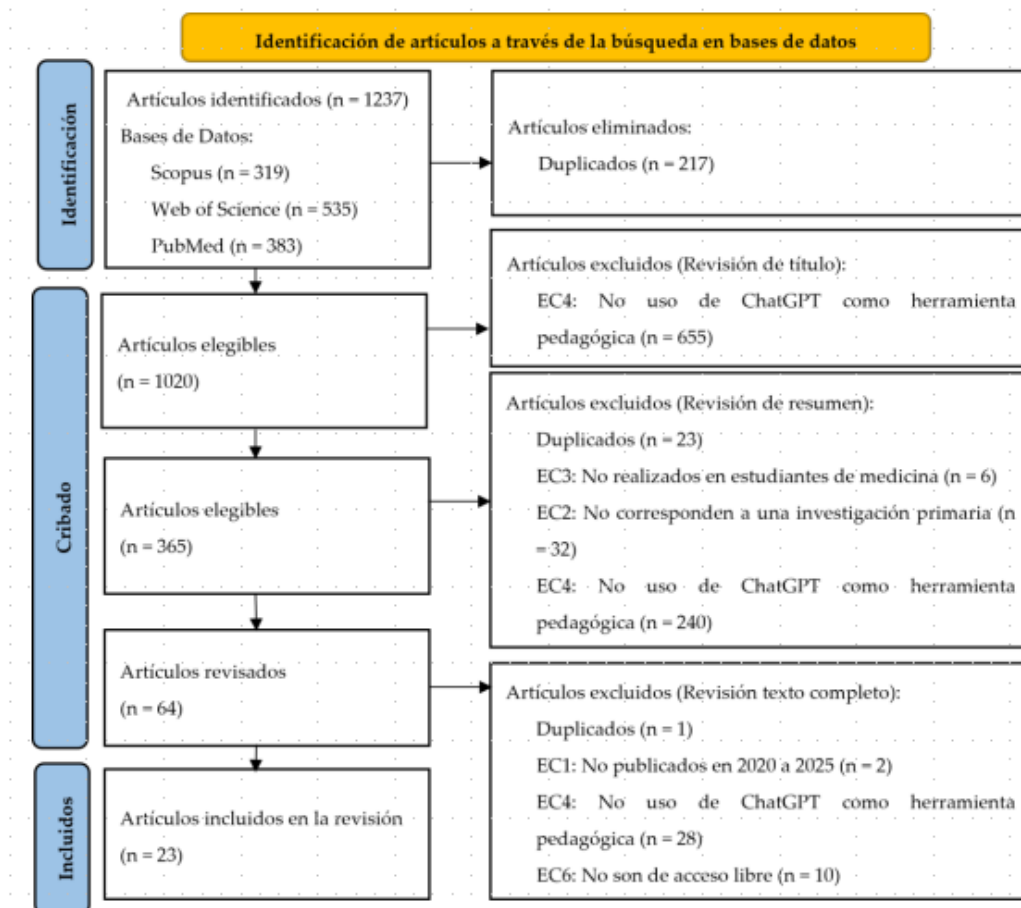 Identificación de artículos a través de la búsqueda en bases de datos
Identificación
Artículos identificados (n = 1237)
Bases de Datos:
Scopus (n = 319)
Web of Science (n = 535)
PubMed (n = 383)
Artículos eliminados:
Duplicados (n = 217)
Cribado
Artículos elegibles
(n = 1020)
Artículos excluidos (Revisión de título):
EC4: No uso de ChatGPT como herramienta
pedagógica (n = 655)
Artículos elegibles
(n = 365)
Artículos excluidos (Revisión de resumen):
Duplicados (n = 23)
EC3: No realizados en estudiantes de medicina (n = 6)
EC2: No corresponden a una investigación primaria (n
= 32)
EC4: No uso de ChatGPT como herramienta
pedagógica (n = 240)
Artículos revisados
(n = 64)
Artículos excluidos (Revisión texto completo):
Duplicados (n = 1)
EC1: No publicados en 2020 a 2025 (n = 2)
EC4: No uso de ChatGPT como herramienta
pedagógica (n = 28)
EC6: No son de acceso libre (n = 10)
Incluidos
Artículos incluidos en la revisión
(n = 23)